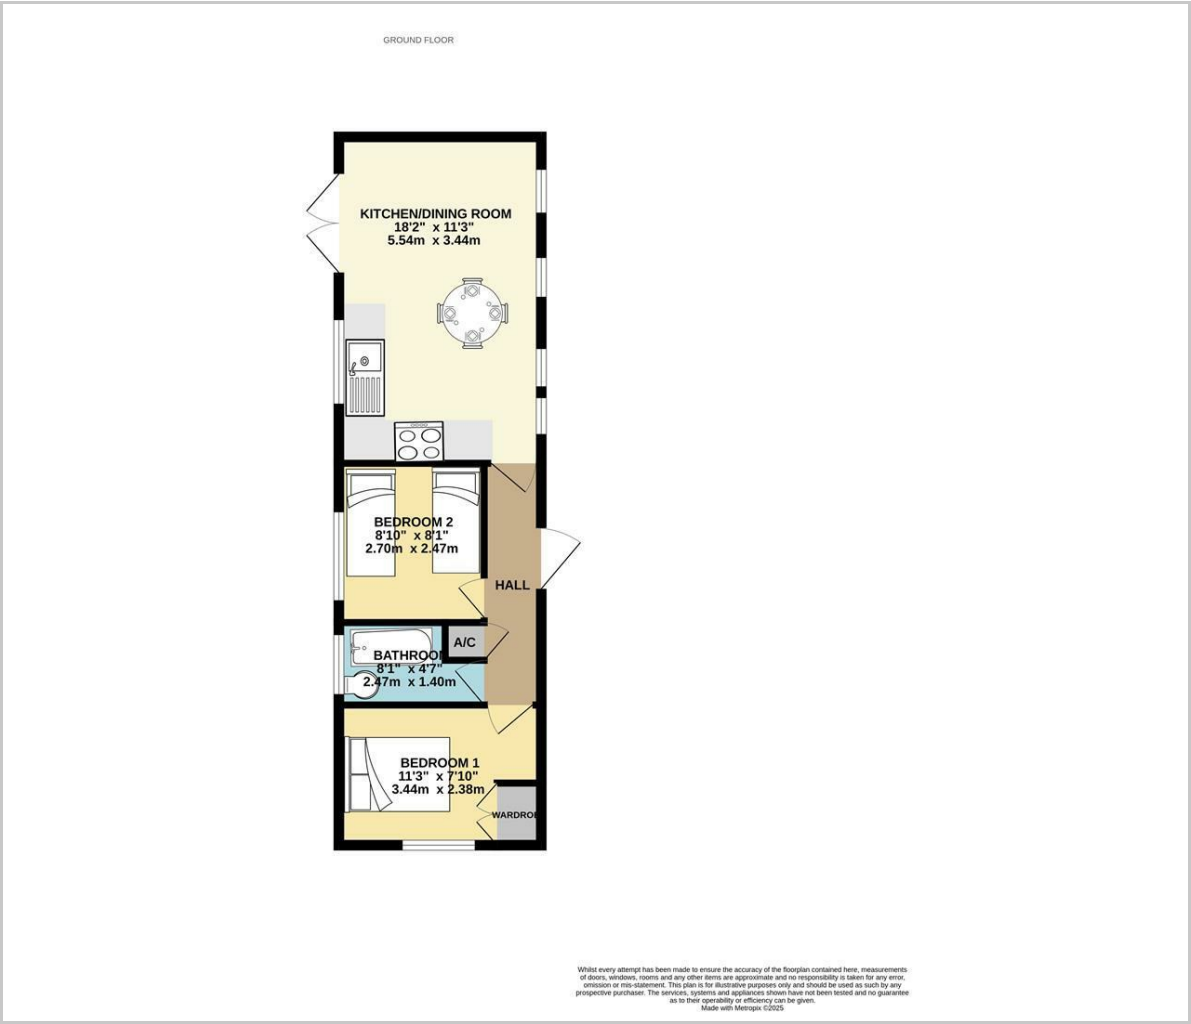 GROUND FLOOR
KITCHEN/DINING ROOM
18'2" x 11'3"
5.54m x 3.44m
BEDROOM 2
8'10" x 8'1"
2.70m x 2.47m
HALL
A/C
BATHROOM
8'1" x 4'7"
2.47m x 1.40m
BEDROOM 1
11'3" x 7'10"
3.44m x 2.38m
WARDROB
Whilst every attempt has been made to ensure the accuracy of the floorplan contained here, measurements
of doors, windows, rooms and any other items are approximate and no responsibility is taken for any error,
omission or mis-statement. This plan is for illustrative purposes only and should be used as such by any
prospective purchaser. The services, systems and appliances shown have not been tested and no guarantee
as to their operability or efficiency can be given.
Made with Metropix ©2025